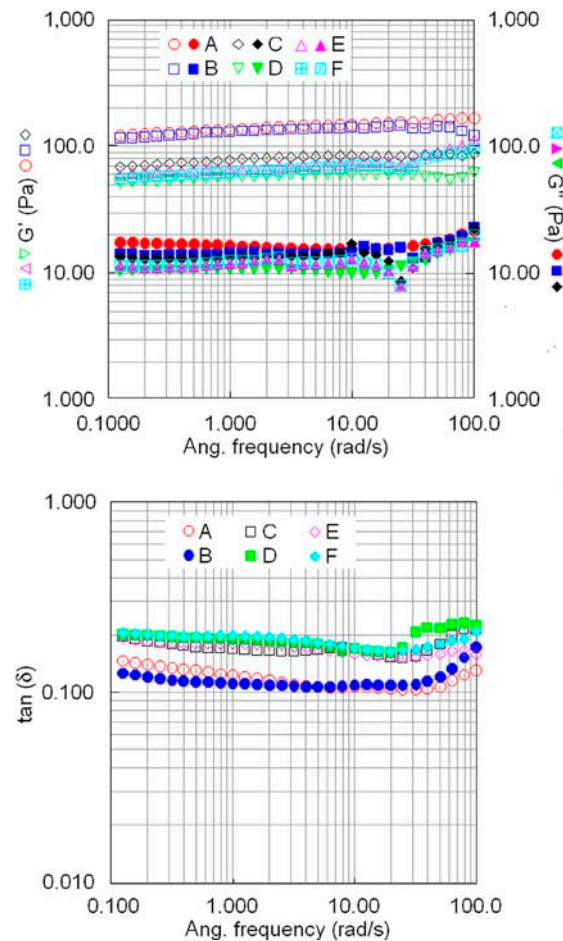 1,000
1,000
A C E
B D F
100.0
100.0
G' (Pa)
G" (Pa)
10.00
10.00
1.000
1.000
0.1000 1.000 10.00 100.0
Ang. frequency (rad/s)
1.000
A C E
B D F
tan (δ)
0.100
0.010
0.100 1.000 10.00 100.0
Ang. frequency (rad/s)